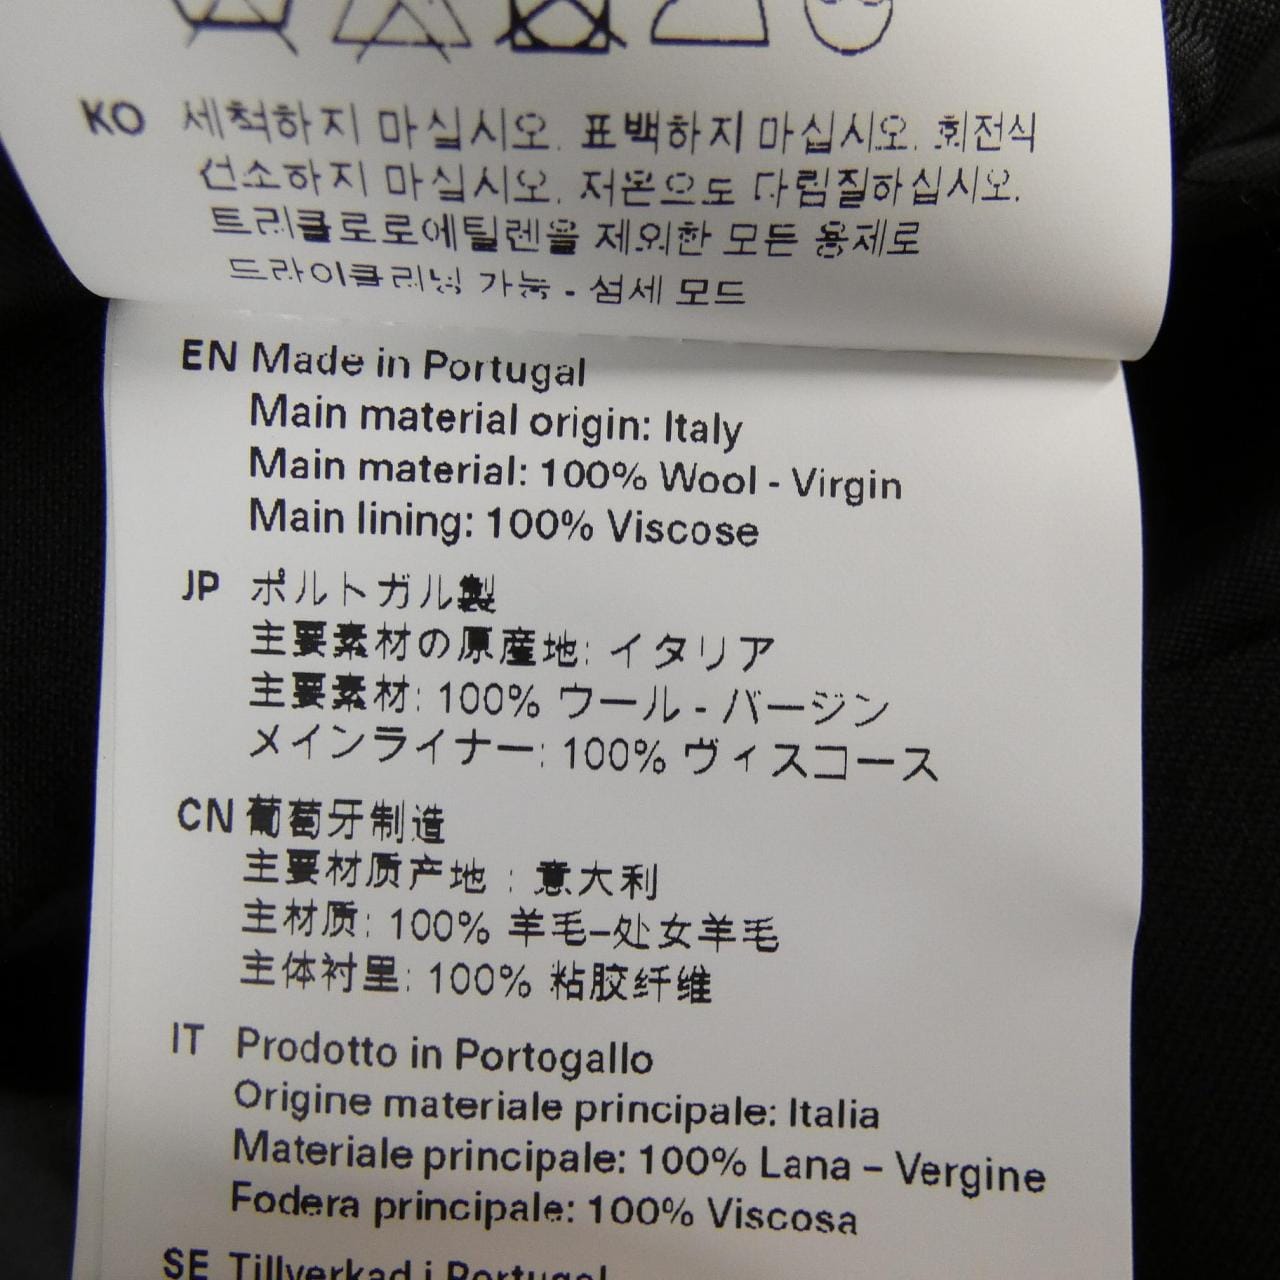 KO 세척하지 마십시오. 표백하지 마십시오. 회전식
건소하지 마십시오. 저온으로 다림질하십시오.
트리클로로에틸렌을 제외한 모든 용제로
드라이클리닝 가능 - 섬세 모드
EN Made in Portugal
Main material origin: Italy
Main material: 100% Wool - Virgin
Main lining: 100% Viscose
JP ポルトガル製
主要素材の原産地: イタリア
主要素材: 100% ウール - バージン
メインライナー: 100% ヴィスコース
CN 葡萄牙制造
主要材质产地：意大利
主材质: 100% 羊毛–处女羊毛
主体衬里: 100% 粘胶纤维
IT Prodotto in Portogallo
Origine materiale principale: Italia
Materiale principale: 100% Lana – Vergine
Fodera principale: 100% Viscosa
SE Tillverkad i Portugal